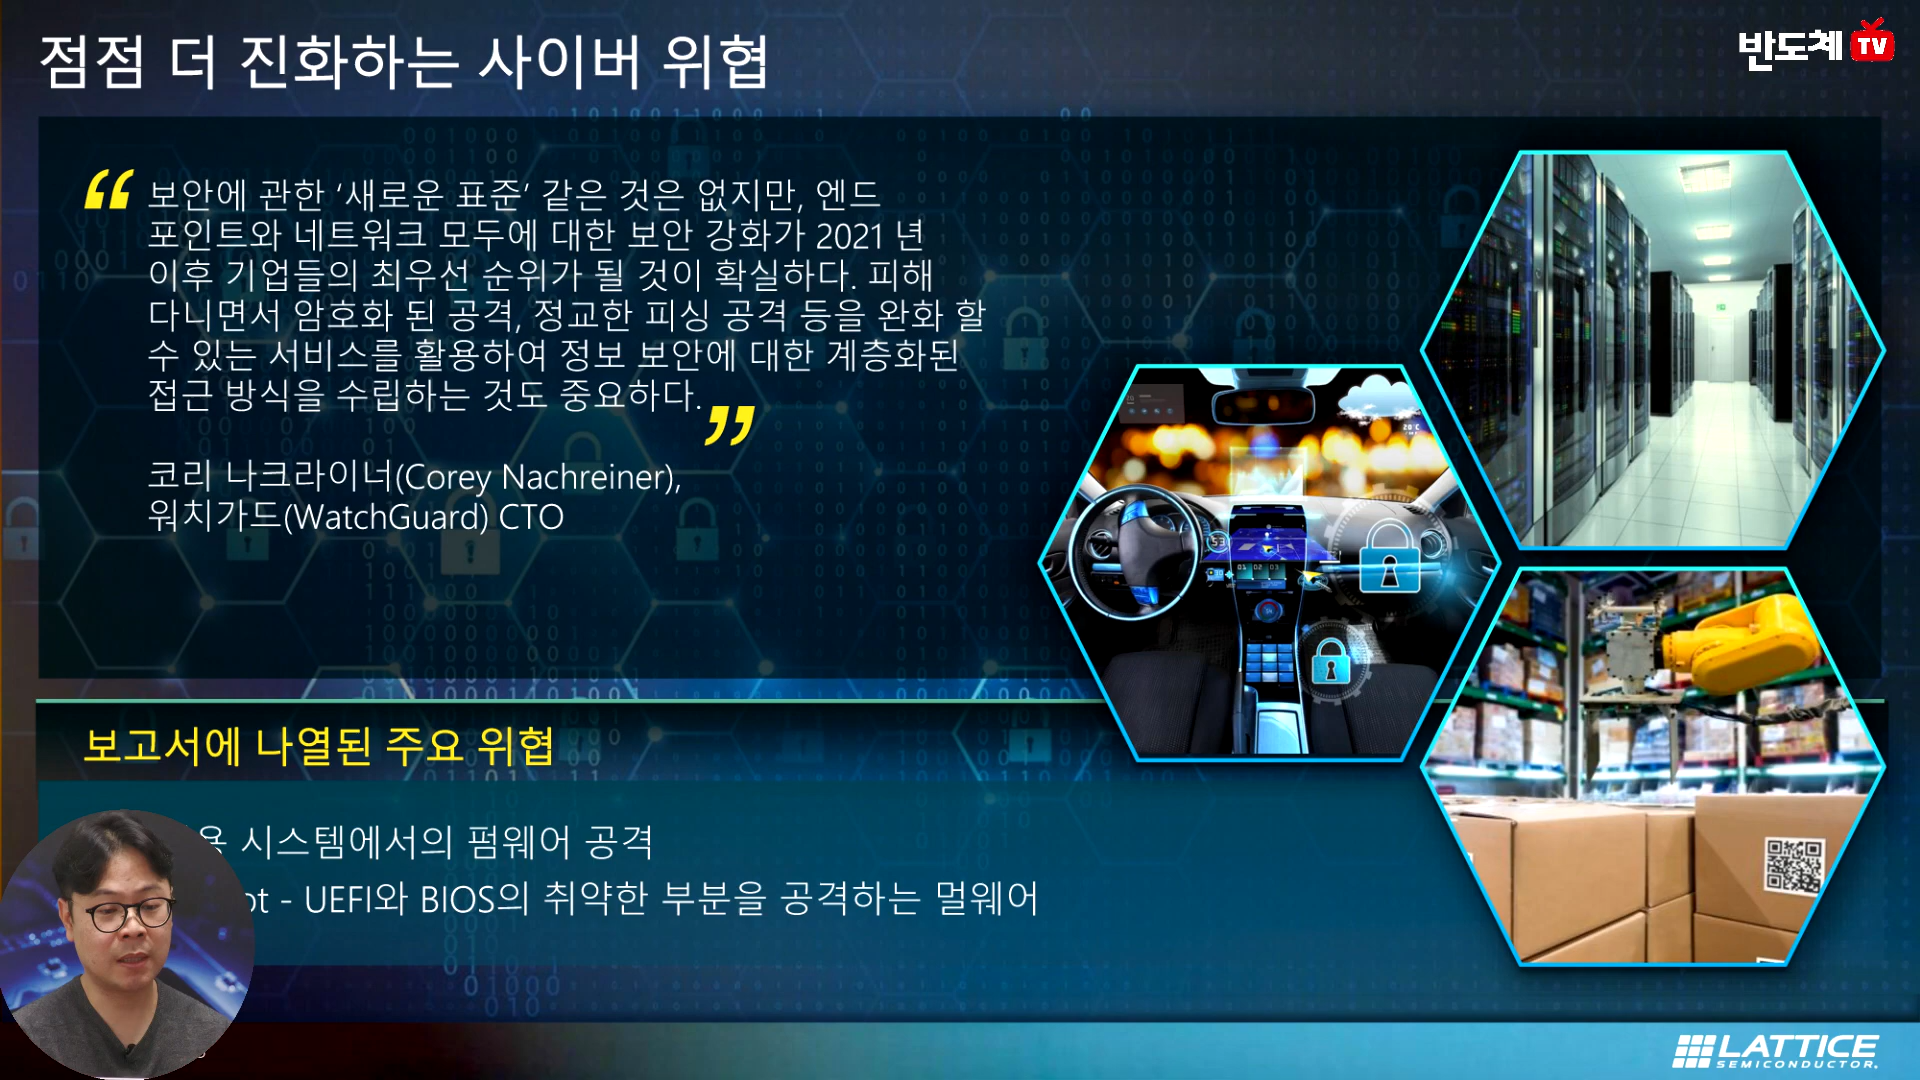 점점 더 진화하는 사이버 위협
반도체 TV
“ 보안에 관한 ‘새로운 표준’ 같은 것은 없지만, 엔드
포인트와 네트워크 모두에 대한 보안 강화가 2021 년
이후 기업들의 최우선 순위가 될 것이 확실하다. 피해
다니면서 암호화 된 공격, 정교한 피싱 공격 등을 완화 할
수 있는 서비스를 활용하여 정보 보안에 대한 계층화된
접근 방식을 수립하는 것도 중요하다. ”
코리 나크라이너(Corey Nachreiner),
워치가드(WatchGuard) CTO
보고서에 나열된 주요 위협
시스템에서의 펌웨어 공격
- UEFI와 BIOS의 취약한 부분을 공격하는 멀웨어
LATTICE
SEMICONDUCTOR